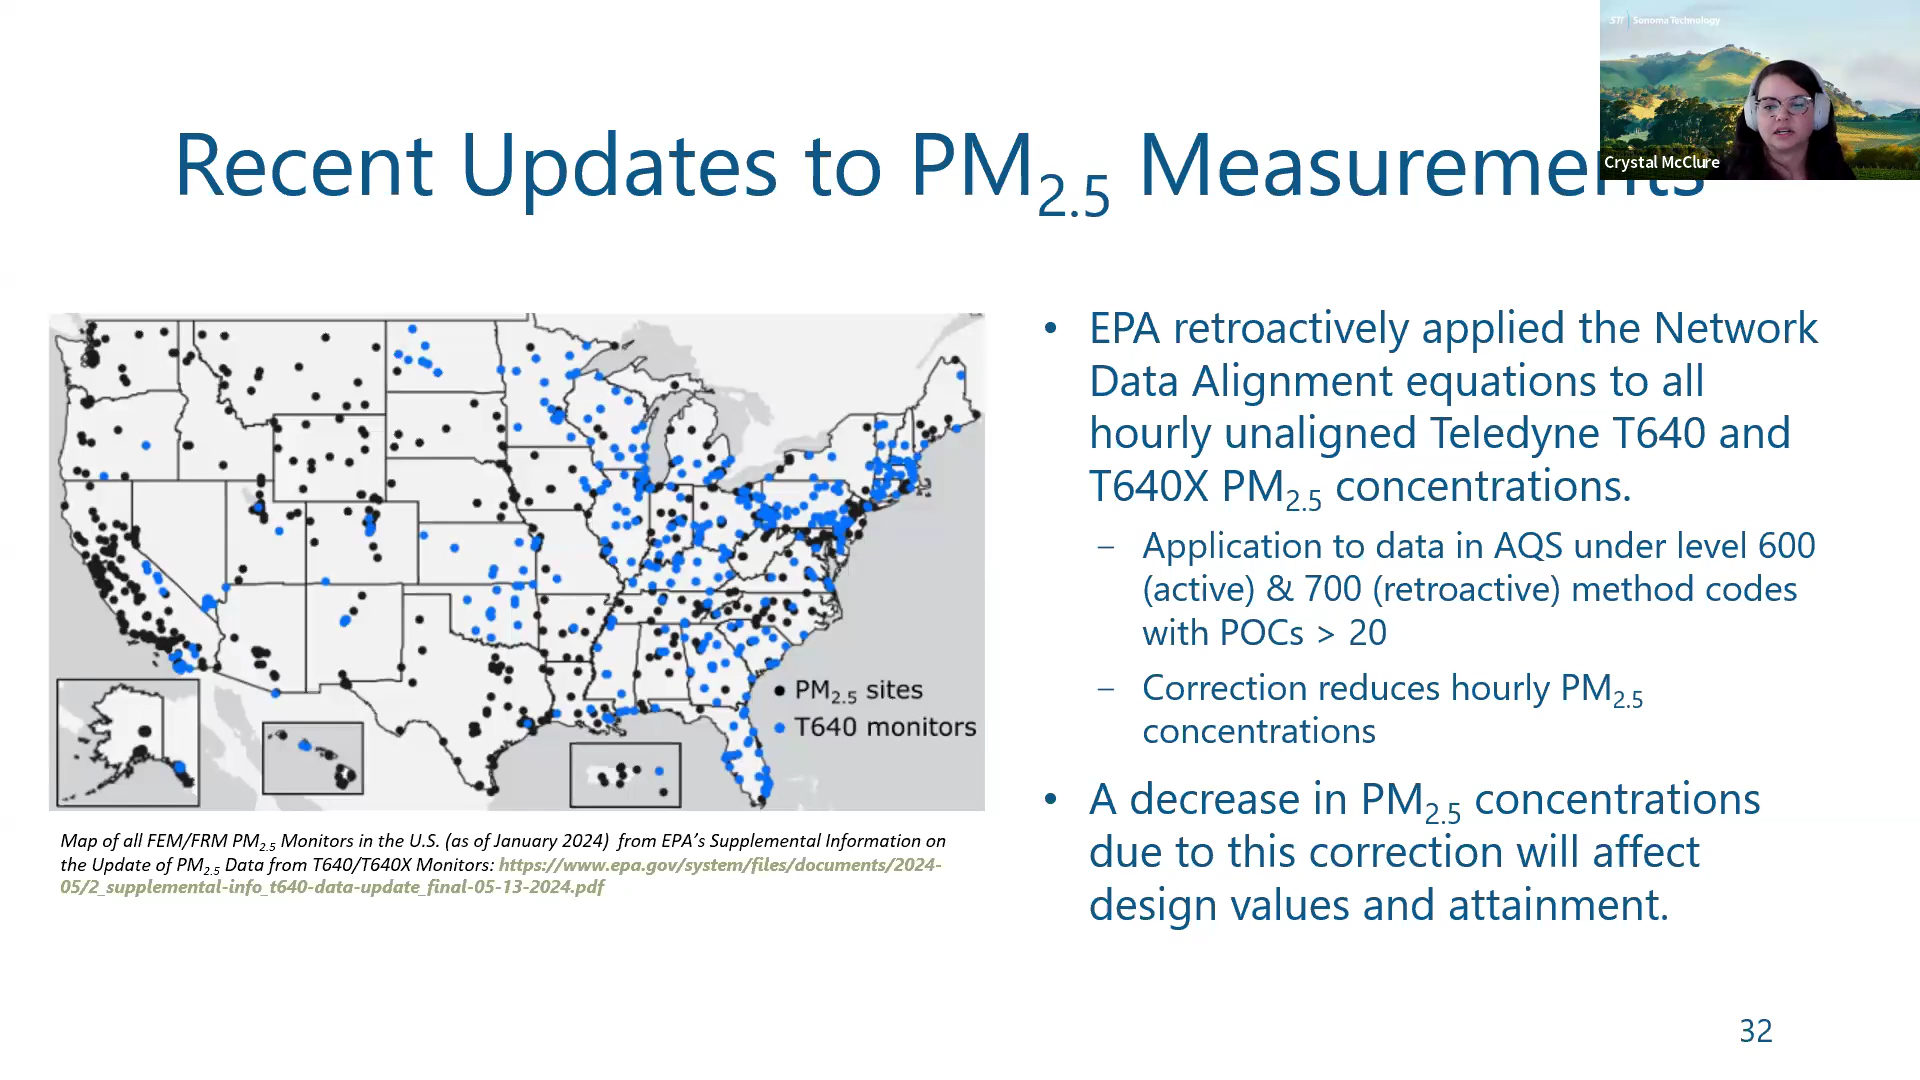 STI | Sonoma Technology
Crystal McClure
Recent Updates to PM2.5 Measurements
PM2.5 sites
T640 monitors
Map of all FEM/FRM PM2.5 Monitors in the U.S. (as of January 2024) from EPA's Supplemental Information on
the Update of PM2.5 Data from T640/T640X Monitors: https://www.epa.gov/system/files/documents/2024-
05/2_supplemental-info_t640-data-update_final-05-13-2024.pdf
• EPA retroactively applied the Network
Data Alignment equations to all
hourly unaligned Teledyne T640 and
T640X PM2.5 concentrations.
– Application to data in AQS under level 600
(active) & 700 (retroactive) method codes
with POCs > 20
– Correction reduces hourly PM2.5
concentrations
• A decrease in PM2.5 concentrations
due to this correction will affect
design values and attainment.
32